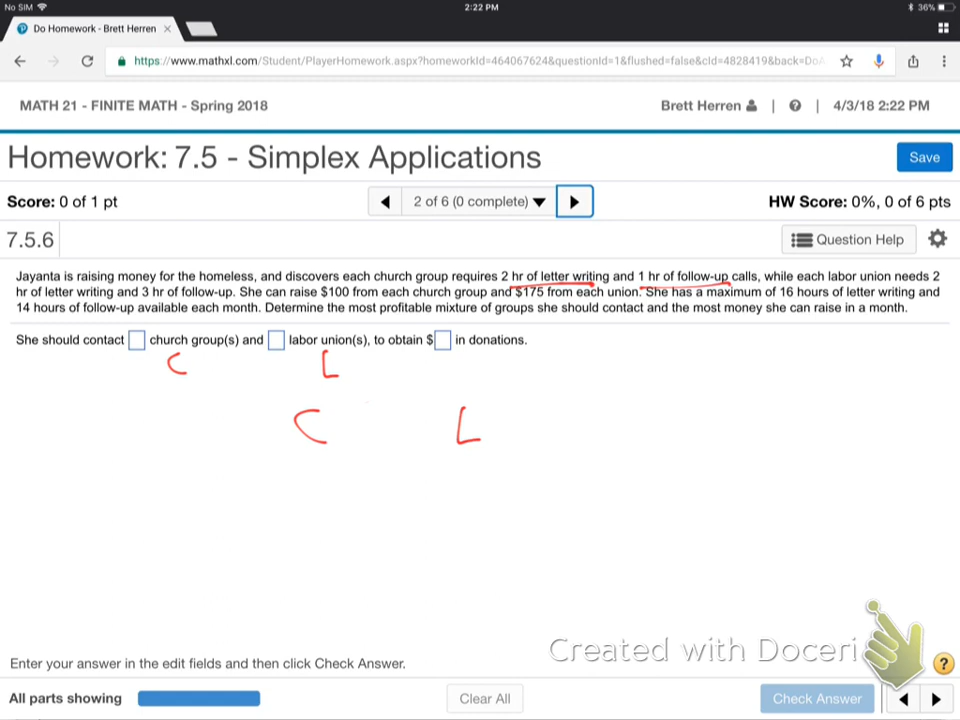 No SIM 2:22 PM 36%
Do Homework - Brett Herren ×
https://www.mathxl.com/Student/PlayerHomework.aspx?homeworkId=464067624&questionId=1&flushed=false&cld=4828419&back=DoA
MATH 21 - FINITE MATH - Spring 2018 Brett Herren | ? | 4/3/18 2:22 PM
Homework: 7.5 - Simplex Applications Save
Score: 0 of 1 pt 2 of 6 (0 complete) HW Score: 0%, 0 of 6 pts
7.5.6 Question Help
Jayanta is raising money for the homeless, and discovers each church group requires 2 hr of letter writing and 1 hr of follow-up calls, while each labor union needs 2
hr of letter writing and 3 hr of follow-up. She can raise $100 from each church group and $175 from each union. She has a maximum of 16 hours of letter writing and
14 hours of follow-up available each month. Determine the most profitable mixture of groups she should contact and the most money she can raise in a month.
She should contact church group(s) and labor union(s), to obtain $ in donations.
C L
C L
Created with Doceri
Enter your answer in the edit fields and then click Check Answer. ?
All parts showing Clear All Check Answer